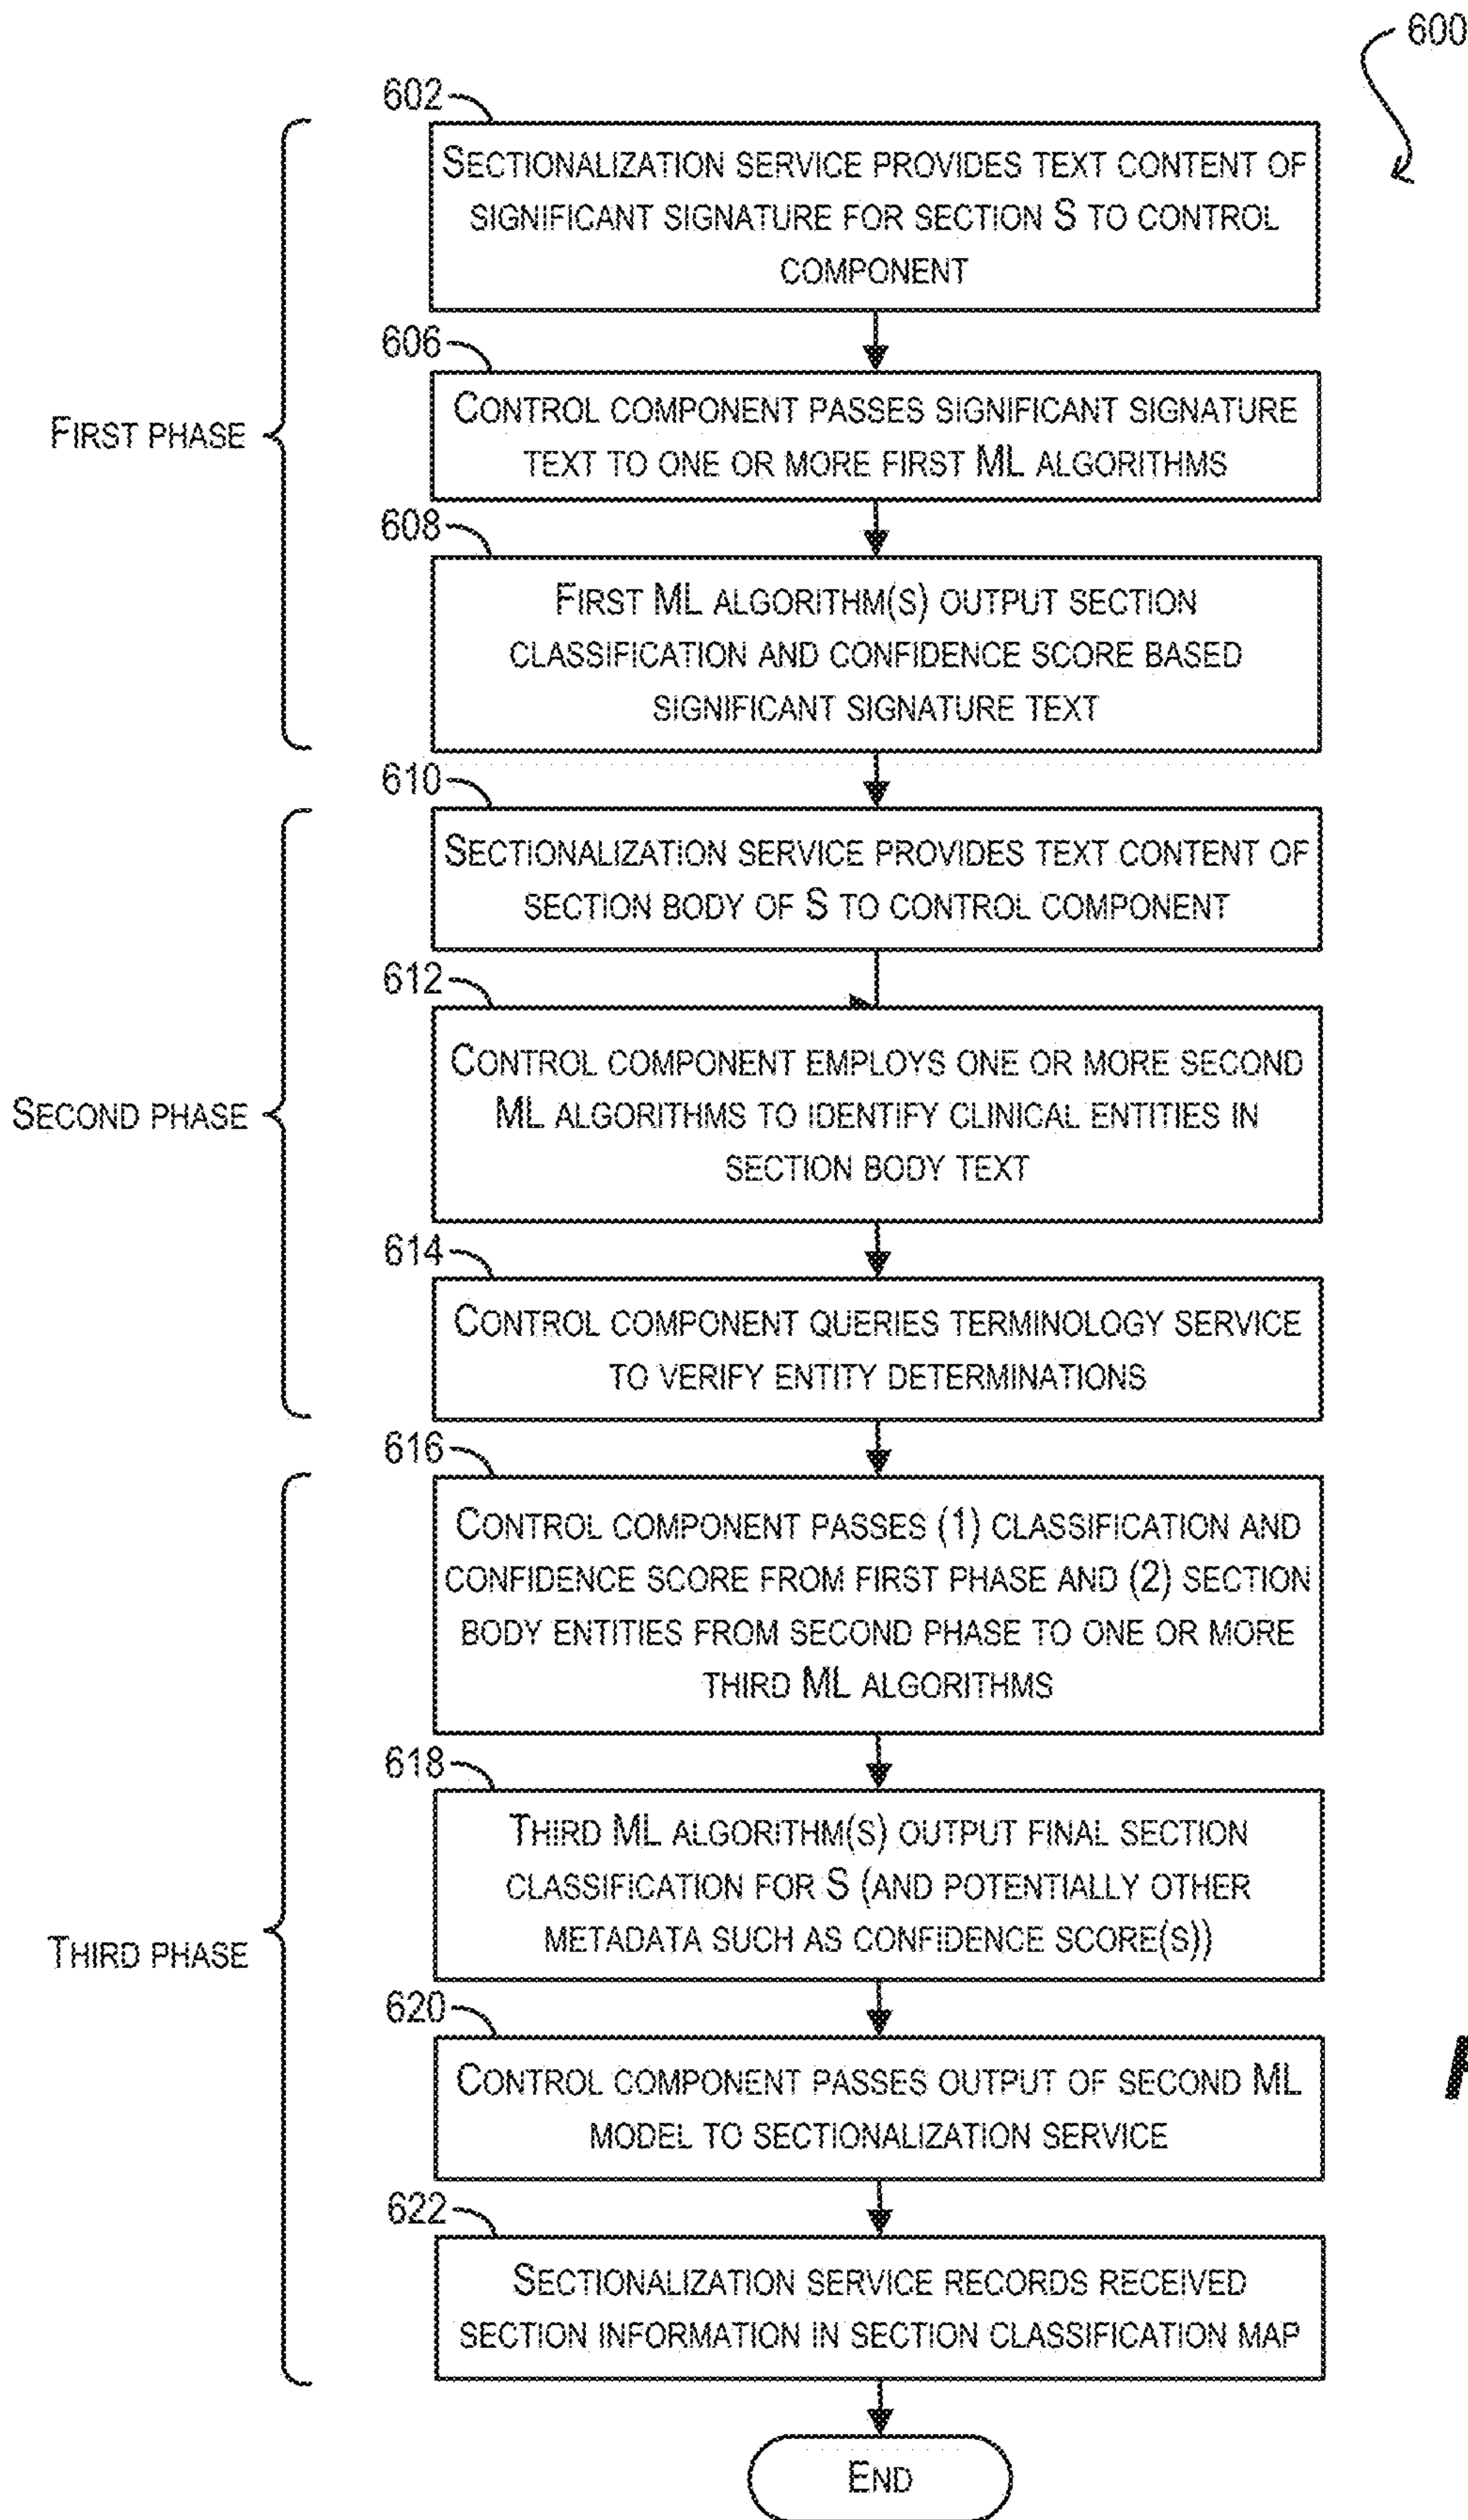 600
602
SECTIONALIZATION SERVICE PROVIDES TEXT CONTENT OF
SIGNIFICANT SIGNATURE FOR SECTION S TO CONTROL
COMPONENT
606
CONTROL COMPONENT PASSES SIGNIFICANT SIGNATURE
TEXT TO ONE OR MORE FIRST ML ALGORITHMS
FIRST PHASE
608
FIRST ML ALGORITHM(S) OUTPUT SECTION
CLASSIFICATION AND CONFIDENCE SCORE BASED
SIGNIFICANT SIGNATURE TEXT
610
SECTIONALIZATION SERVICE PROVIDES TEXT CONTENT OF
SECTION BODY OF S TO CONTROL COMPONENT
612
CONTROL COMPONENT EMPLOYS ONE OR MORE SECOND
ML ALGORITHMS TO IDENTIFY CLINICAL ENTITIES IN
SECTION BODY TEXT
SECOND PHASE
614
CONTROL COMPONENT QUERIES TERMINOLOGY SERVICE
TO VERIFY ENTITY DETERMINATIONS
616
CONTROL COMPONENT PASSES (1) CLASSIFICATION AND
CONFIDENCE SCORE FROM FIRST PHASE AND (2) SECTION
BODY ENTITIES FROM SECOND PHASE TO ONE OR MORE
THIRD ML ALGORITHMS
618
THIRD ML ALGORITHM(S) OUTPUT FINAL SECTION
CLASSIFICATION FOR S (AND POTENTIALLY OTHER
METADATA SUCH AS CONFIDENCE SCORE(S))
THIRD PHASE
620
CONTROL COMPONENT PASSES OUTPUT OF SECOND ML
MODEL TO SECTIONALIZATION SERVICE
622
SECTIONALIZATION SERVICE RECORDS RECEIVED
SECTION INFORMATION IN SECTION CLASSIFICATION MAP
END